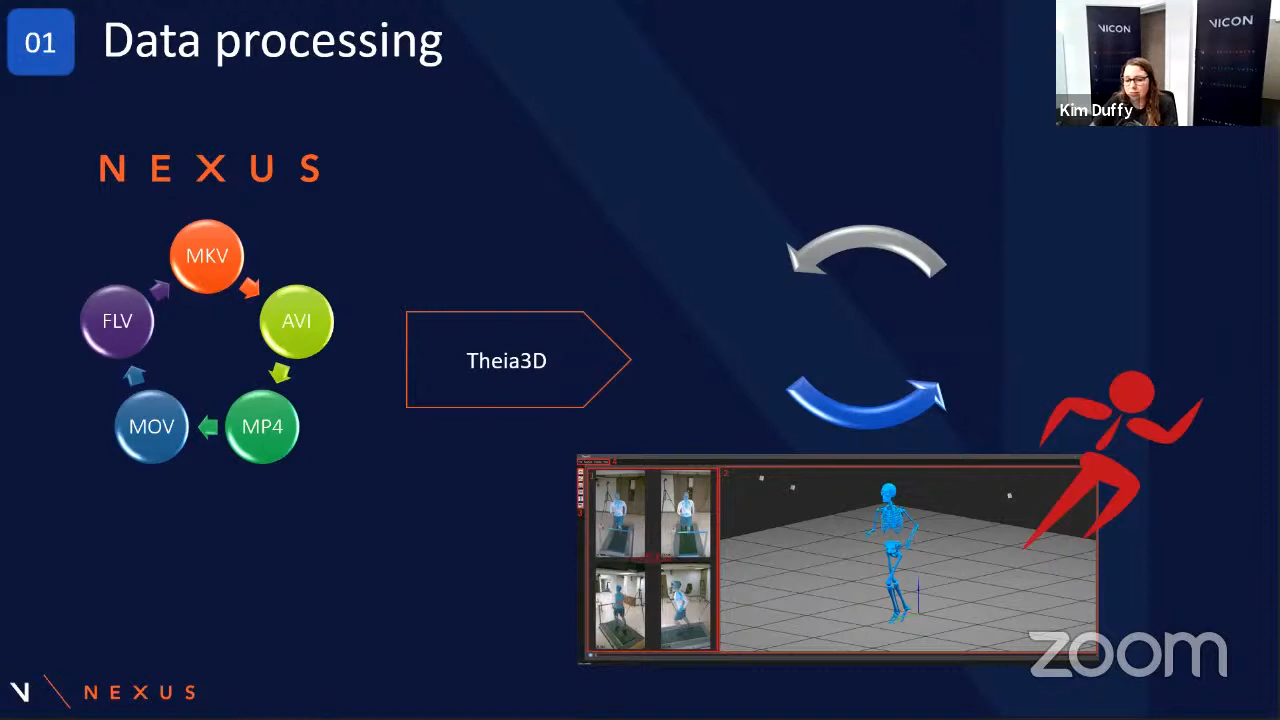 01
Data processing
VICON
VICON
Kim Duffy
NEXUS
MKV
FLV
AVI
MOV
MP4
Theia3D
zoom
NEXUS